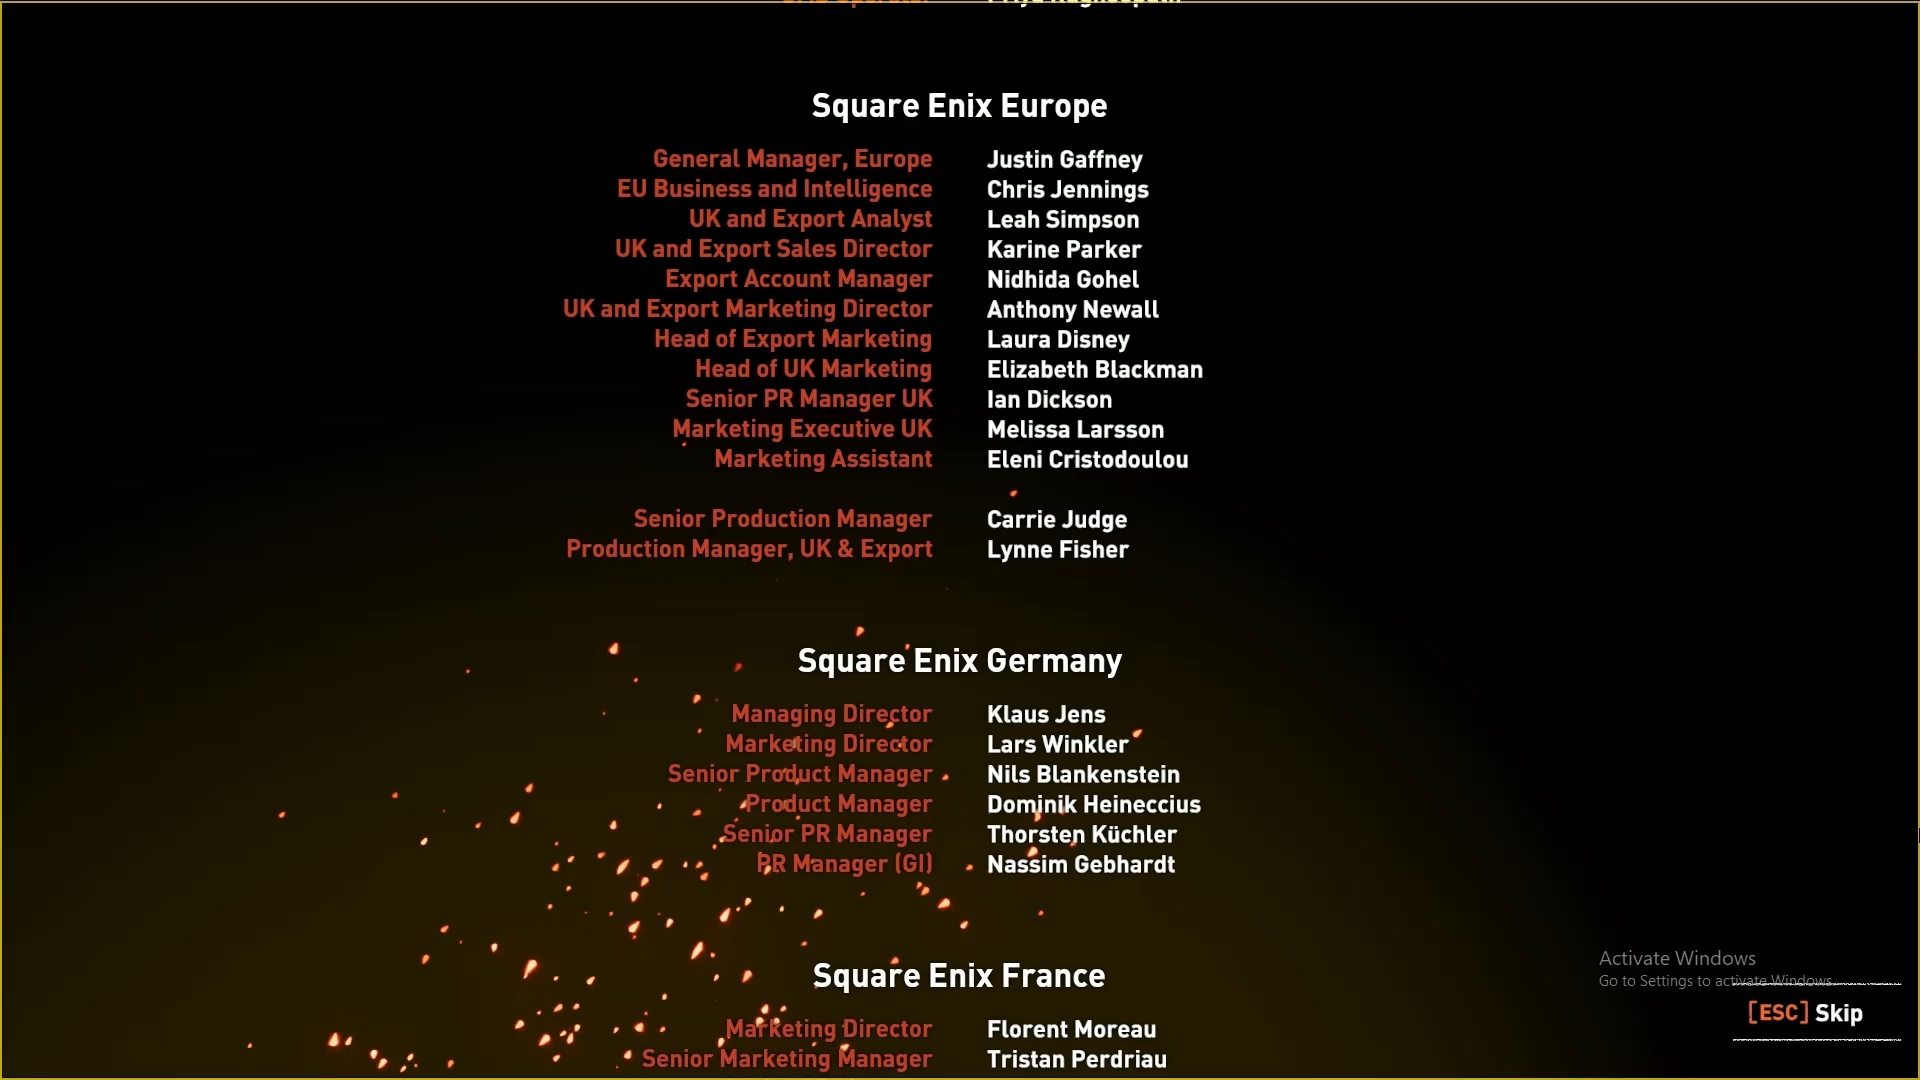 Square Enix Europe
General Manager, Europe Justin Gaffney
EU Business and Intelligence Chris Jennings
UK and Export Analyst Leah Simpson
UK and Export Sales Director Karine Parker
Export Account Manager Nidhida Gohel
UK and Export Marketing Director Anthony Newall
Head of Export Marketing Laura Disney
Head of UK Marketing Elizabeth Blackman
Senior PR Manager UK Ian Dickson
Marketing Executive UK Melissa Larsson
Marketing Assistant Eleni Cristodoulou
Senior Production Manager Carrie Judge
Production Manager, UK & Export Lynne Fisher
Square Enix Germany
Managing Director Klaus Jens
Marketing Director Lars Winkler
Senior Product Manager Nils Blankenstein
Product Manager Dominik Heineccius
Senior PR Manager Thorsten Küchler
PR Manager (GI) Nassim Gebhardt
Square Enix France
Marketing Director Florent Moreau
Senior Marketing Manager Tristan Perdriau
Activate Windows
Go to Settings to activate Windows.
[ESC] Skip